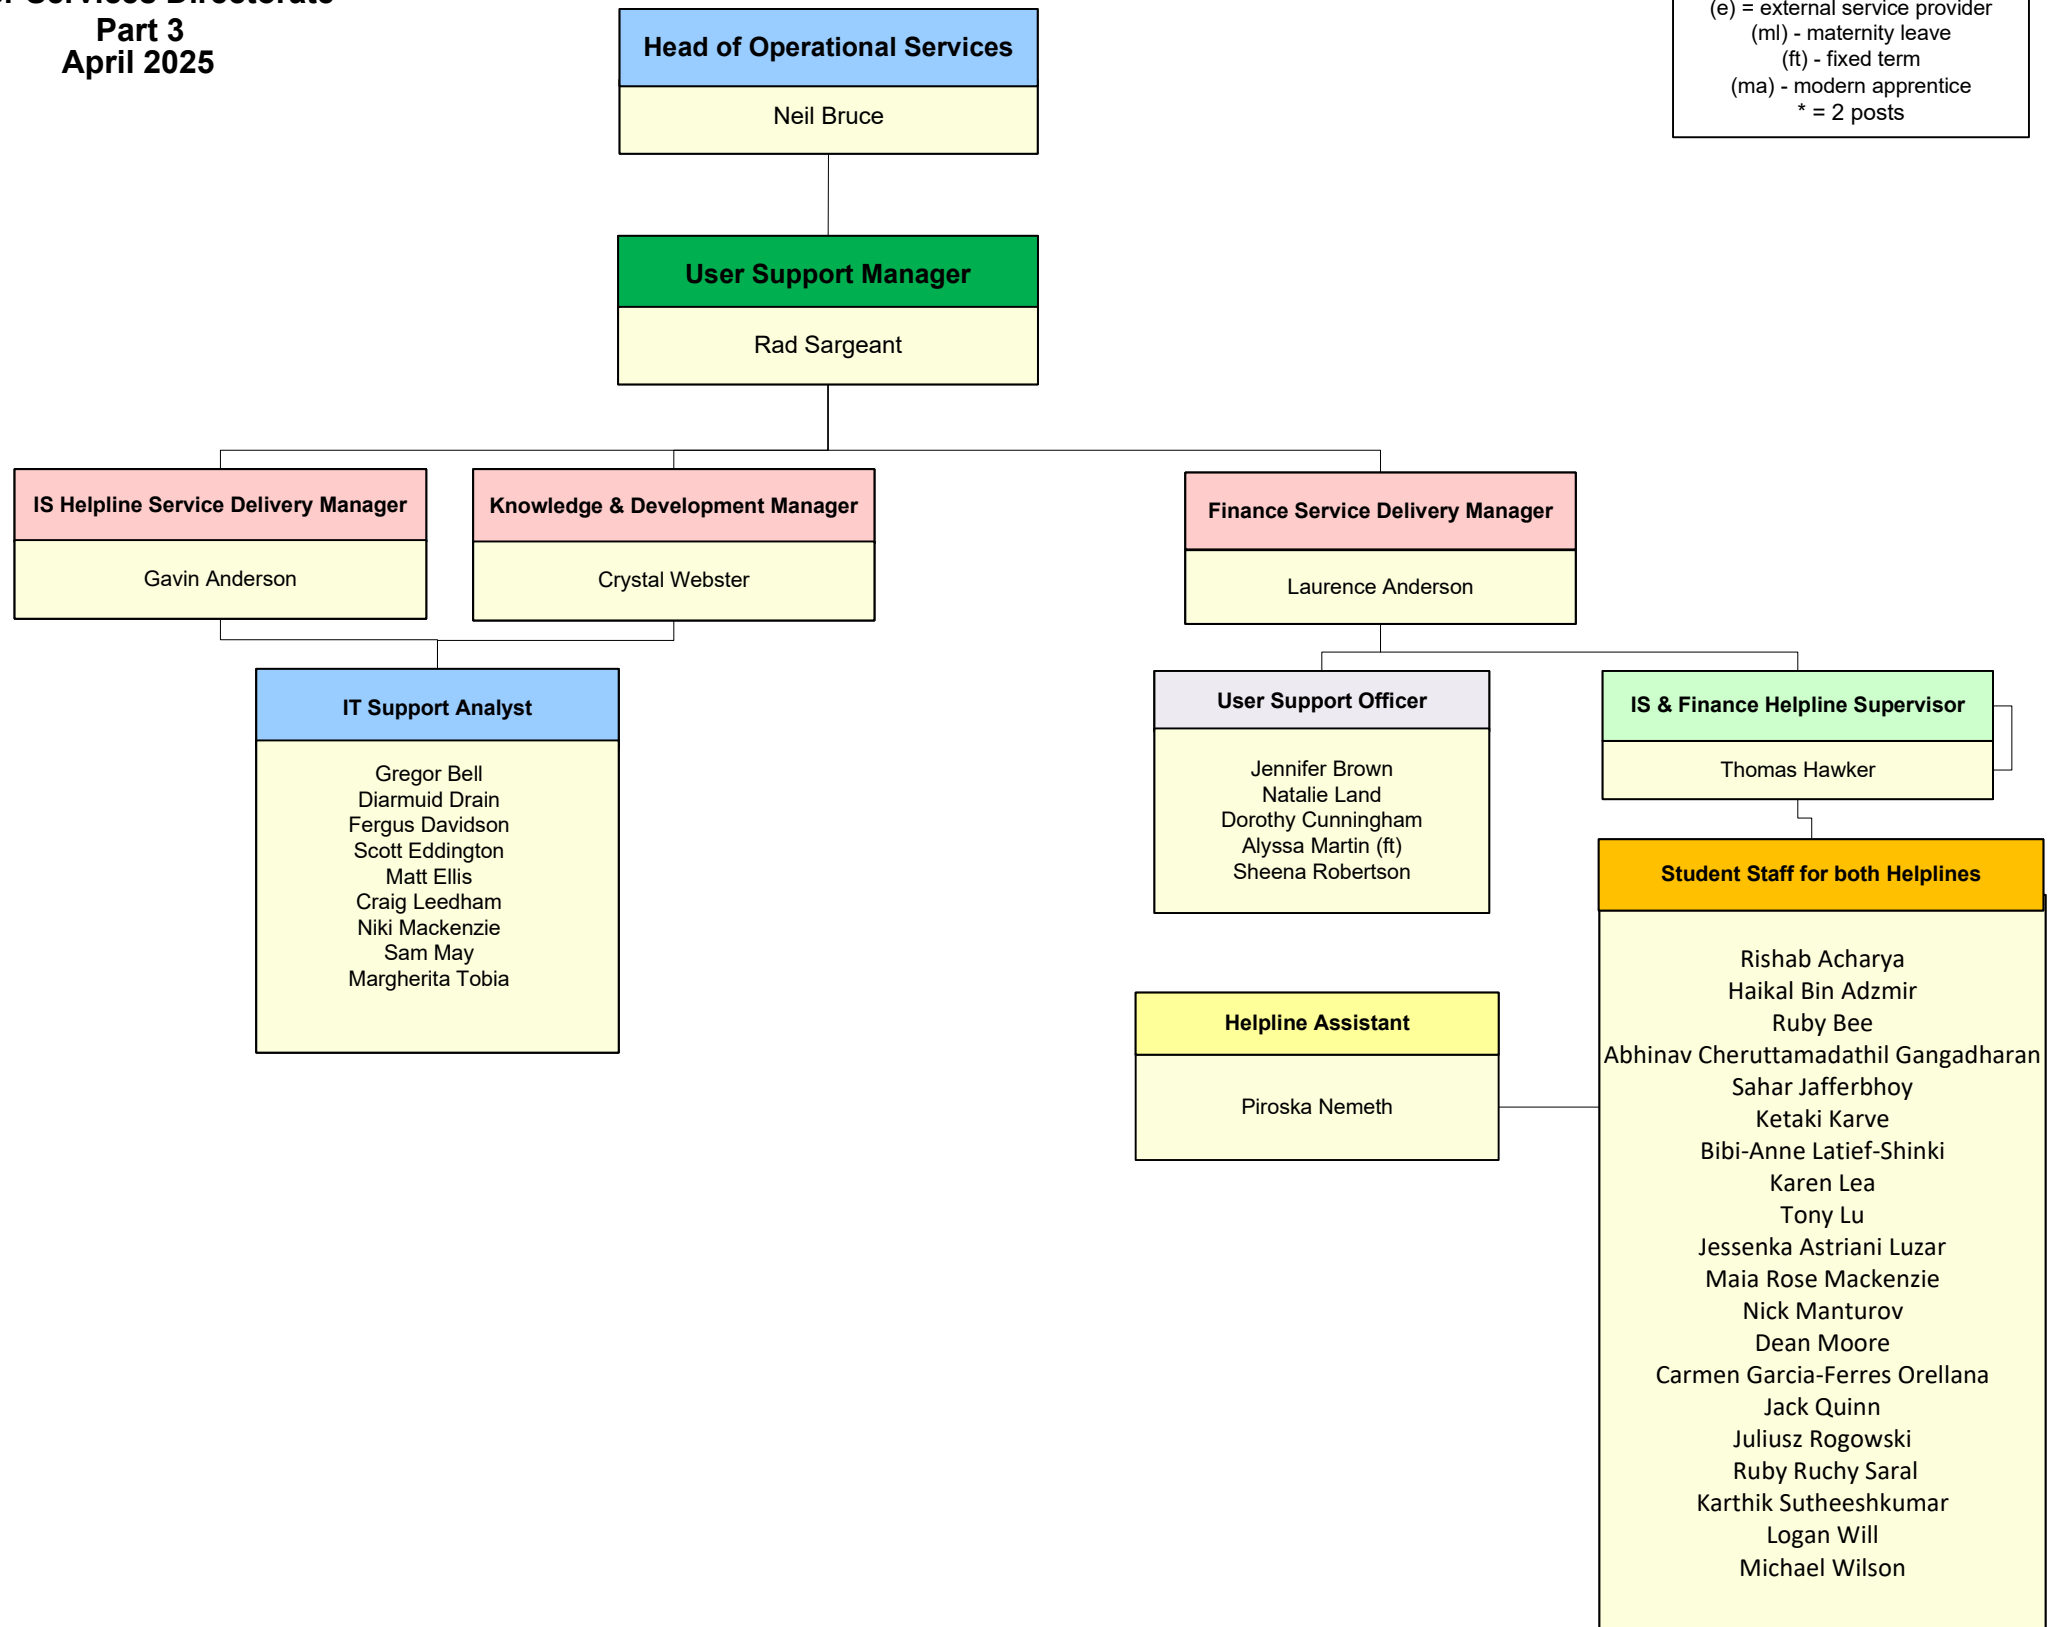 Services Directorate
Part 3
April 2025
(e) = external service provider
(ml) - maternity leave
(ft) - fixed term
(ma) - modern apprentice
* = 2 posts
Head of Operational Services
Neil Bruce
User Support Manager
Rad Sargeant
IS Helpline Service Delivery Manager
Gavin Anderson
Knowledge & Development Manager
Crystal Webster
Finance Service Delivery Manager
Laurence Anderson
IT Support Analyst
Gregor Bell
Diarmuid Drain
Fergus Davidson
Scott Eddington
Matt Ellis
Craig Leedham
Niki Mackenzie
Sam May
Margherita Tobia
User Support Officer
Jennifer Brown
Natalie Land
Dorothy Cunningham
Alyssa Martin (ft)
Sheena Robertson
IS & Finance Helpline Supervisor
Thomas Hawker
Helpline Assistant
Piroska Nemeth
Student Staff for both Helplines
Rishab Acharya
Haikal Bin Adzmir
Ruby Bee
Abhinav Cheruttamadathil Gangadharan
Sahar Jafferbhoy
Ketaki Karve
Bibi-Anne Latief-Shinki
Karen Lea
Tony Lu
Jessenka Astriani Luzar
Maia Rose Mackenzie
Nick Manturov
Dean Moore
Carmen Garcia-Ferres Orellana
Jack Quinn
Juliusz Rogowski
Ruby Ruchy Saral
Karthik Sutheeshkumar
Logan Will
Michael Wilson